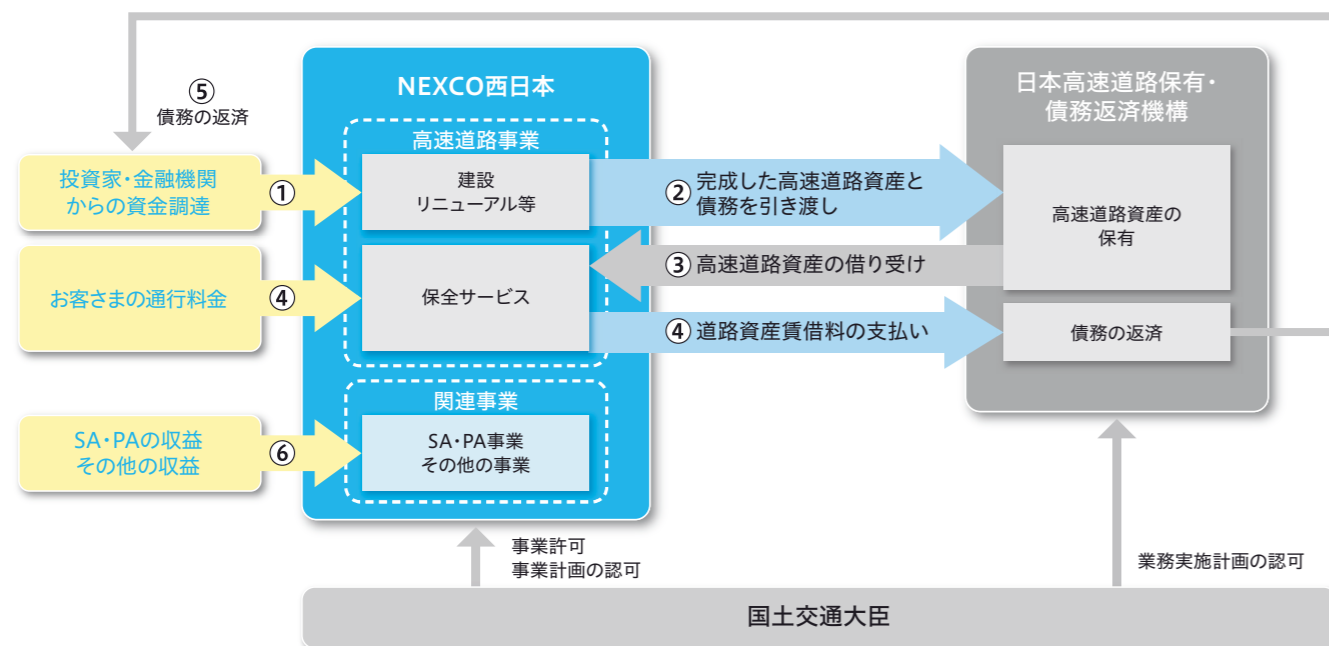 ⑤
債務の返済
NEXCO西日本
日本高速道路保有・
債務返済機構
高速道路事業
投資家・金融機関
からの資金調達
①
建設
リニューアル等
②完成した高速道路資産と
債務を引き渡し
高速道路資産の
保有
③高速道路資産の借り受け
お客さまの通行料金
④
保全サービス
④道路資産賃借料の支払い
債務の返済
関連事業
SA・PAの収益
その他の収益
⑥
SA・PA事業
その他の事業
事業許可
事業計画の認可
業務実施計画の認可
国土交通大臣